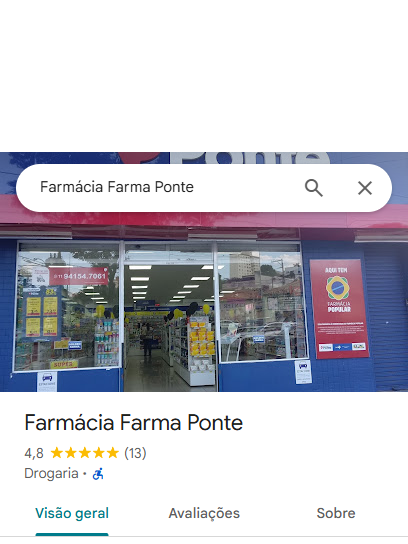 Ponte
Farmácia Farma Ponte
94154.7061
AQUI TEM
FARMÁCIA
POPULAR
Farmácia Farma Ponte
4,8 (13)
Drogaria ·
Visão geral
Avaliações
Sobre